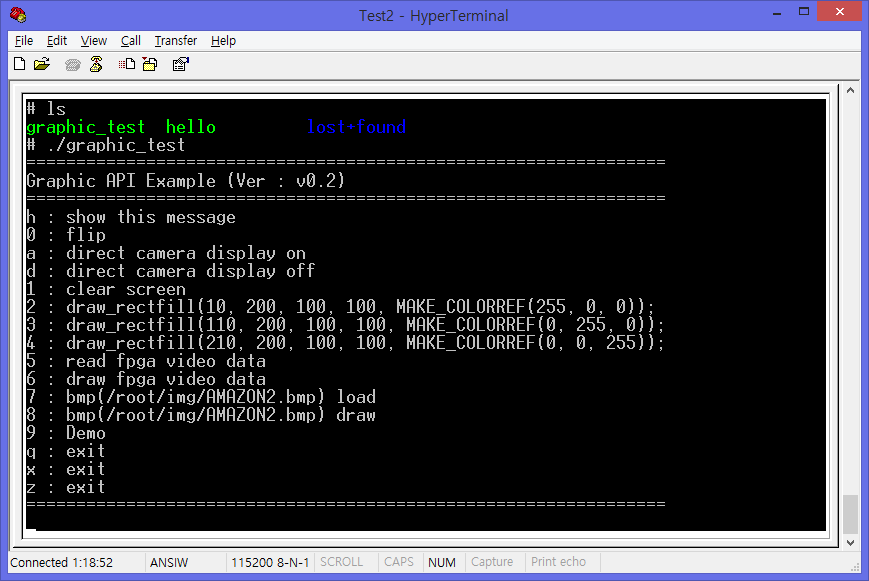 Test2 - HyperTerminal
File Edit View Call Transfer Help
# ls
graphic_test  hello         lost+found
# ./graphic_test
================================================================
Graphic API Example (Ver : v0.2)
================================================================
h : show this message
0 : flip
a : direct camera display on
d : direct camera display off
1 : clear screen
2 : draw_rectfill(10, 200, 100, 100, MAKE_COLORREF(255, 0, 0));
3 : draw_rectfill(110, 200, 100, 100, MAKE_COLORREF(0, 255, 0));
4 : draw_rectfill(210, 200, 100, 100, MAKE_COLORREF(0, 0, 255));
5 : read fpga video data
6 : draw fpga video data
7 : bmp(/root/img/AMAZON2.bmp) load
8 : bmp(/root/img/AMAZON2.bmp) draw
9 : Demo
q : exit
x : exit
z : exit
================================================================
_
Connected 1:18:52 ANSIW 115200 8-N-1 SCROLL CAPS NUM Capture Print echo